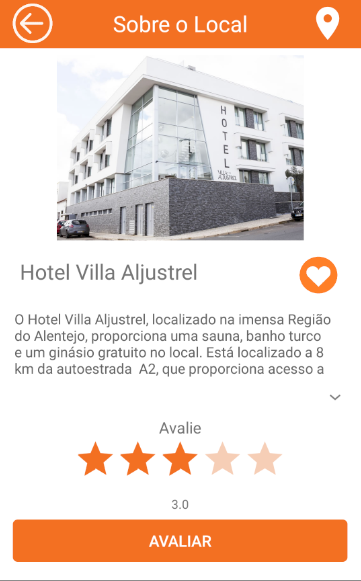 Sobre o Local
HOTEL
Hotel Villa Aljustrel
O Hotel Villa Aljustrel, localizado na imensa Região
do Alentejo, proporciona uma sauna, banho turco
e um ginásio gratuito no local. Está localizado a 8
km da autoestrada A2, que proporciona acesso a
Avalie
3.0
AVALIAR